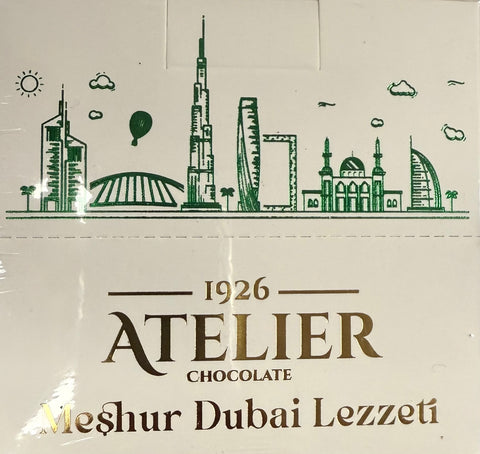 1926
ATELIER
CHOCOLATE
Meşhur Dubai Lezzeti